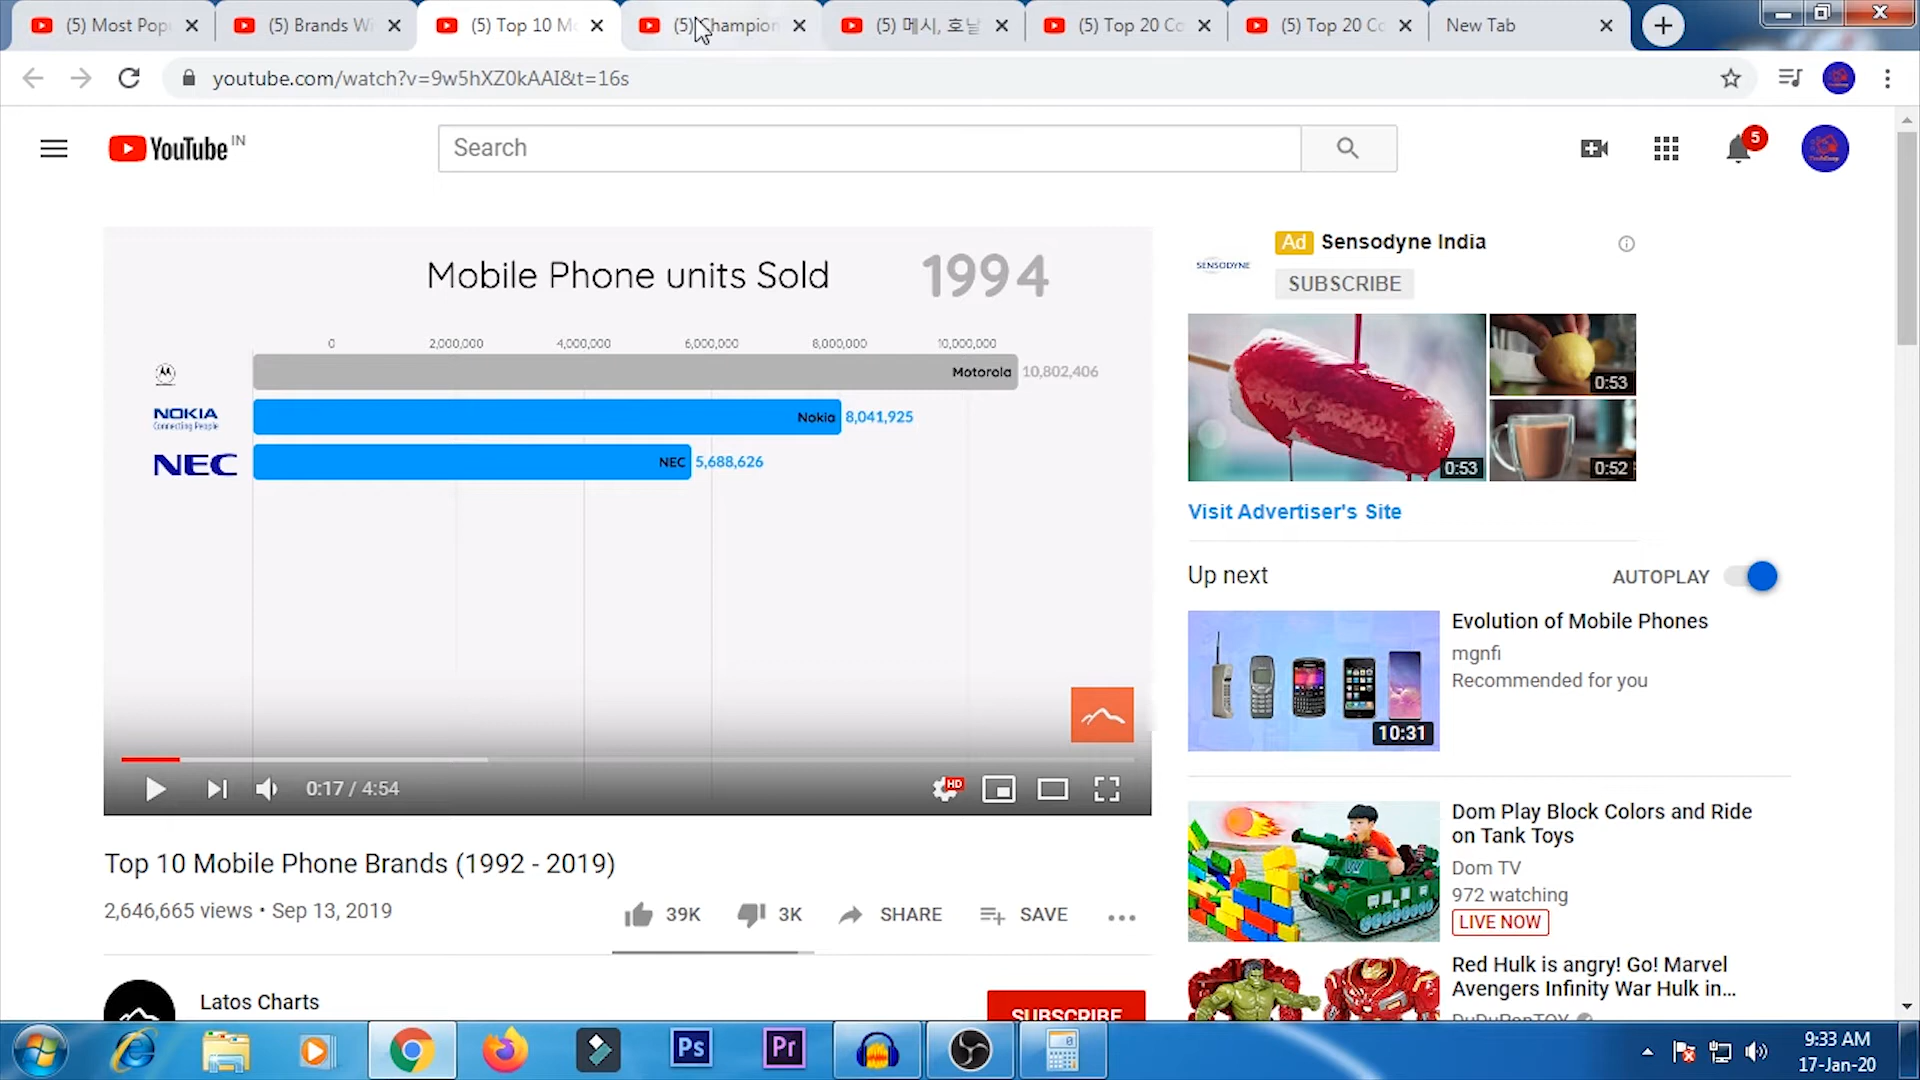 (5) Most Pop
(5) Brands Wi
(5) Top 10 M
(5) Champion
(5) 메시, 호날
(5) Top 20 Co
(5) Top 20 Co
New Tab
youtube.com/watch?v=9w5hXZ0kAAI&t=16s
YouTube IN
Search
5
Mobile Phone units Sold
1994
0 2,000,000 4,000,000 6,000,000 8,000,000 10,000,000
Motorola 10,802,406
NOKIA
Connecting People
Nokia 8,041,925
NEC
NEC 5,688,626
0:17 / 4:54
HD
Top 10 Mobile Phone Brands (1992 - 2019)
2,646,665 views • Sep 13, 2019
39K
3K
SHARE
SAVE
Latos Charts
SUBSCRIBE
SENSODYNE
Ad Sensodyne India
SUBSCRIBE
0:53
0:53
0:52
Visit Advertiser's Site
Up next
AUTOPLAY
10:31
Evolution of Mobile Phones
mgnfi
Recommended for you
Dom Play Block Colors and Ride
on Tank Toys
Dom TV
972 watching
LIVE NOW
Red Hulk is angry! Go! Marvel
Avengers Infinity War Hulk in...
DuDuPopTOY
Ps
Pr
0
9:33 AM
17-Jan-20